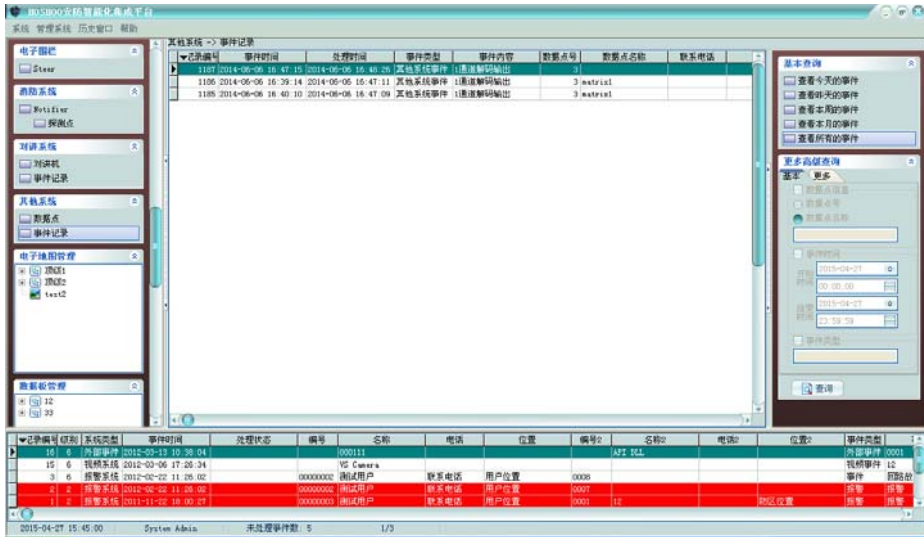 HOS800安防智能化集成平台
系统 管理系统 历史窗口 帮助
电子围栏
Steer
消防系统
Notifier
探测点
对讲系统
对讲机
事件记录
其他系统
数据点
事件记录
电子地图管理
顶层1
顶层2
test2
数据板管理
12
33
其他系统 -> 事件记录
记录编号 事件时间 处理时间 事件类型 事件内容 数据点号 数据点名称 联系电话
1187 2014-06-06 16:47:15 2014-06-06 16:48:26 其他系统事件 1通道解码输出 3
1186 2014-06-06 16:39:14 2014-06-06 16:47:11 其他系统事件 1通道解码输出 3 matrix1
1185 2014-06-06 16:40:10 2014-06-06 16:47:09 其他系统事件 1通道解码输出 3 matrix1
基本查询
查看今天的事件
查看昨天的事件
查看本周的事件
查看本月的事件
查看所有的事件
更多高级查询
基本 更多
数据点信息
数据点号
数据点名称
事件时间
开始时间
2015-04-27
00:00:00
结束时间
2015-04-27
23:59:59
事件类型
查询
记录编号 级别 系统类型 事件时间 处理状态 编号 名称 电话 位置 编号2 名称2 电话2 位置2 事件类型
16 6 外部事件 2012-03-13 10:38:04 000111 API DLL 外部事件 0001
15 6 视频系统 2012-03-06 17:26:34 VS Camera 视频事件 12
3 6 报警系统 2012-02-22 11:26:02 00000002 测试用户 联系电话 用户位置 0008 事件 回路故
2 2 报警系统 2012-02-22 11:26:02 00000002 测试用户 联系电话 用户位置 0007 报警 报警
1 报警系统 2011-11-22 18:00:27 00000003 测试用户 联系电话 用户位置 0001 12 防区位置 报警 报警
2015-04-27 15:45:00 System Admin 未处理事件数: 5 1/3